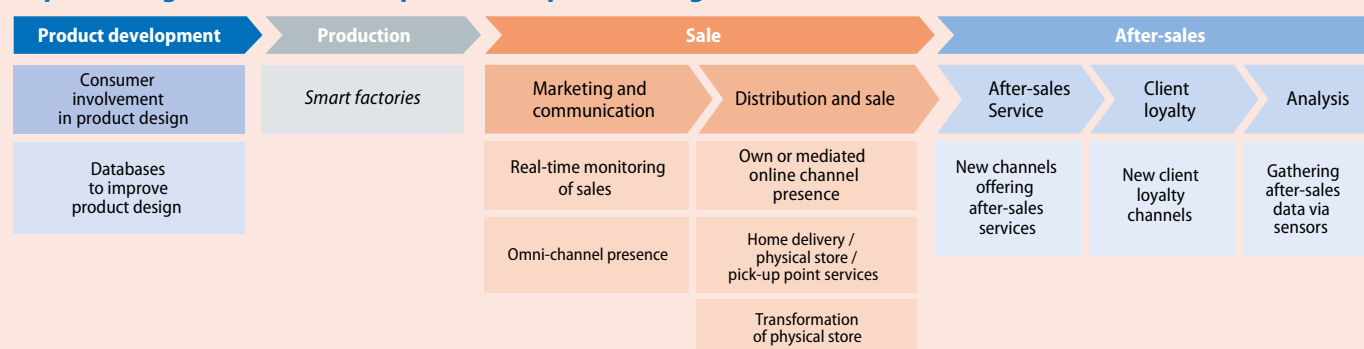 Product development
Production
Sale
After-sales
Consumer
involvement
in product design
Smart factories
Marketing and
communication
Distribution and sale
After-sales
Service
Client
loyalty
Analysis
Databases
to improve
product design
Real-time monitoring
of sales
Own or mediated
online channel
presence
New channels
offering
after-sales
services
New client
loyalty
channels
Gathering
after-sales
data via
sensors
Omni-channel presence
Home delivery /
physical store /
pick-up point services
Transformation
of physical store